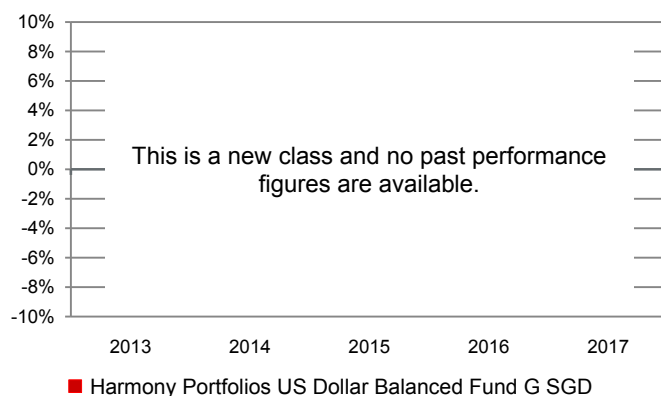 10%
8%
6%
4%
2%
0%
-2%
-4%
-6%
-8%
-10%
This is a new class and no past performance
figures are available.
2013 2014 2015 2016 2017
Harmony Portfolios US Dollar Balanced Fund G SGD